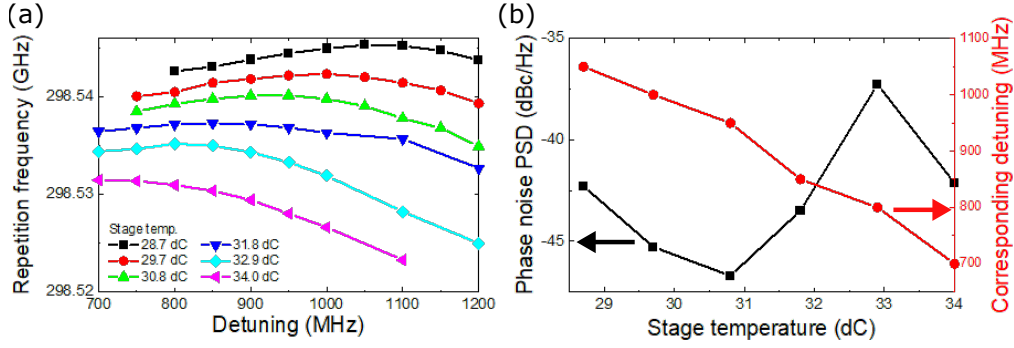 (a)
Repetition frequency (GHz)
298.54
298.53
298.52
700 800 900 1000 1100 1200
Detuning (MHz)
Stage temp.
28.7 dC 31.8 dC
29.7 dC 32.9 dC
30.8 dC 34.0 dC
(b)
Phase noise PSD (dBc/Hz)
-35
-40
-45
29 30 31 32 33 34
Stage temperature (dC)
1100
1000
950
900
850
800
750
700
Corresponding detuning (MHz)